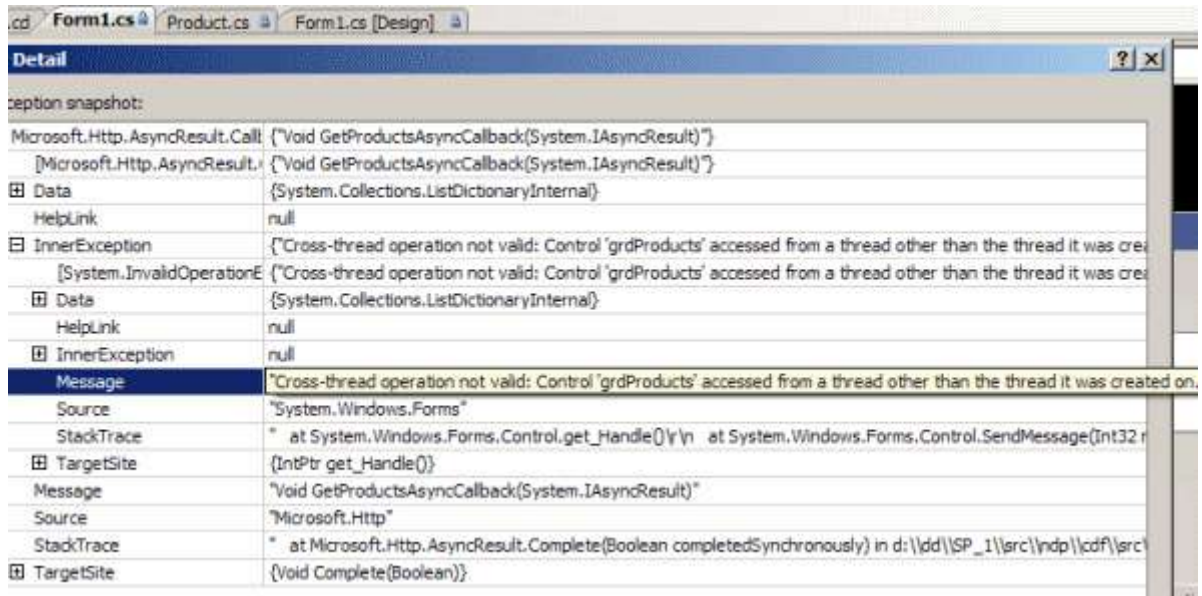 .cd Form1.cs Product.cs Form1.cs [Design]
Detail
ception snapshot:
Microsoft.Http.AsyncResult.Call {"Void GetProductsAsyncCallback(System.IAsyncResult)"}
[Microsoft.Http.AsyncResult. {"Void GetProductsAsyncCallback(System.IAsyncResult)"}
Data {System.Collections.ListDictionaryInternal}
HelpLink null
InnerException {"Cross-thread operation not valid: Control 'grdProducts' accessed from a thread other than the thread it was crea
[System.InvalidOperationE {"Cross-thread operation not valid: Control 'grdProducts' accessed from a thread other than the thread it was crea
Data {System.Collections.ListDictionaryInternal}
HelpLink null
InnerException null
Message "Cross-thread operation not valid: Control 'grdProducts' accessed from a thread other than the thread it was created on.
Source "System.Windows.Forms"
StackTrace " at System.Windows.Forms.Control.get_Handle()\r\n at System.Windows.Forms.Control.SendMessage(Int32
TargetSite {IntPtr get_Handle()}
Message "Void GetProductsAsyncCallback(System.IAsyncResult)"
Source "Microsoft.Http"
StackTrace " at Microsoft.Http.AsyncResult.Complete(Boolean completedSynchronously) in d:\\dd\\SP_1\\src\\ndp\\cdf\\src\
TargetSite {Void Complete(Boolean)}